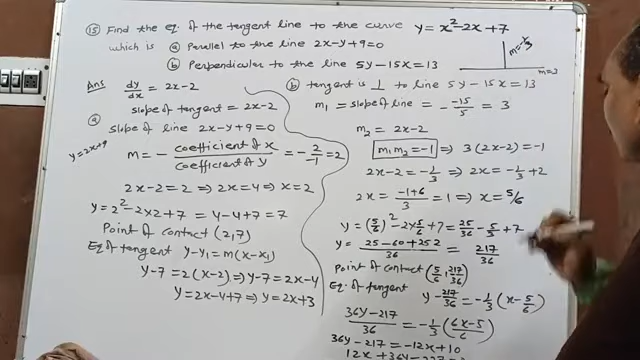 ⑮ Find the eq. of the tangent line to the curve y = x² - 2x + 7
which is ⓐ Parallel to the line 2x - y + 9 = 0
ⓑ Perpendicular to the line 5y - 15x = 13
m = -1/3
m = 3
Ans dy/dx = 2x - 2
slope of tangent = 2x - 2
ⓐ
slope of line 2x - y + 9 = 0
y = 2x + 9
m = - coefficient of x / coefficient of y = - 2/-1 = 2
2x - 2 = 2 ⇒ 2x = 4 ⇒ x = 2
y = 2² - 2×2 + 7 = 4 - 4 + 7 = 7
Point of contact (2,7)
Eq of tangent y - y₁ = m(x - x₁)
y - 7 = 2(x - 2) ⇒ y - 7 = 2x - 4
y = 2x - 4 + 7 ⇒ y = 2x + 3
ⓑ tangent is ⊥ to line 5y - 15x = 13
m₁ = slope of line = - -15/5 = 3
m₂ = 2x - 2
m₁m₂ = -1 ⇒ 3(2x - 2) = -1
2x - 2 = -1/3 ⇒ 2x = -1/3 + 2
2x = -1+6/3 ⇒ x = 5/6
y = (5/6)² - 2×5/6 + 7 = 25/36 - 5/3 + 7
y = 25 - 60 + 252 / 36 = 217/36
Point of contact (5/6, 217/36)
Eq. of tangent y - 217/36 = -1/3 (x - 5/6)
36y - 217 / 36 = -1/3 (6x - 5 / 6)
36y - 217 = -12x + 10
12x + 36y - 227 =